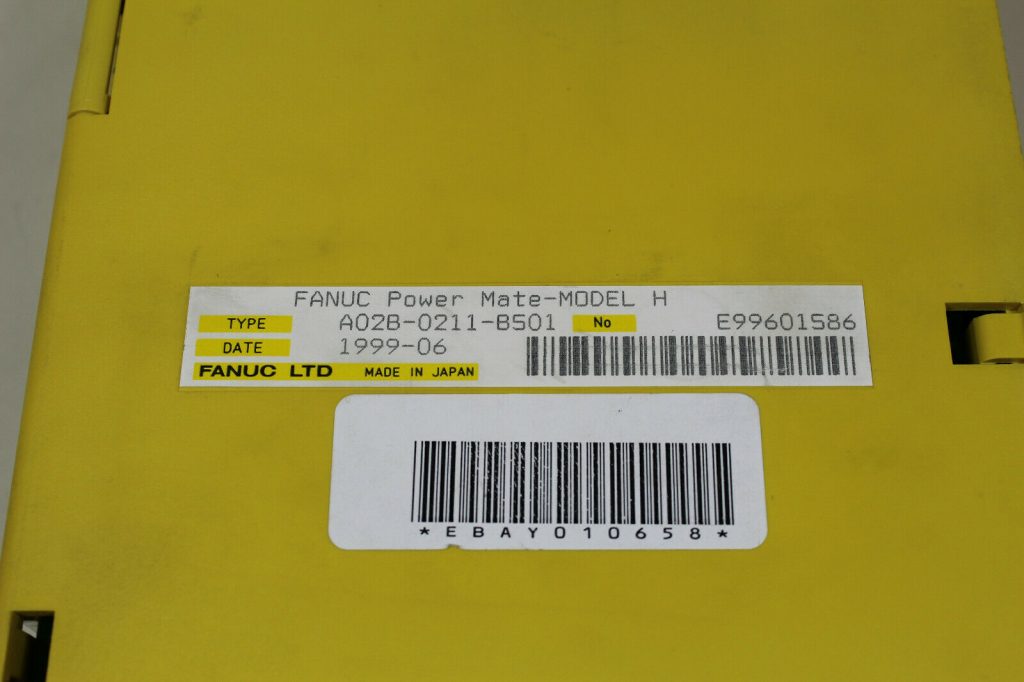 FANUC Power Mate-MODEL H
TYPE A02B-0211-B501 No E99601586
DATE 1999-06
FANUC LTD MADE IN JAPAN
*EBAY010658*